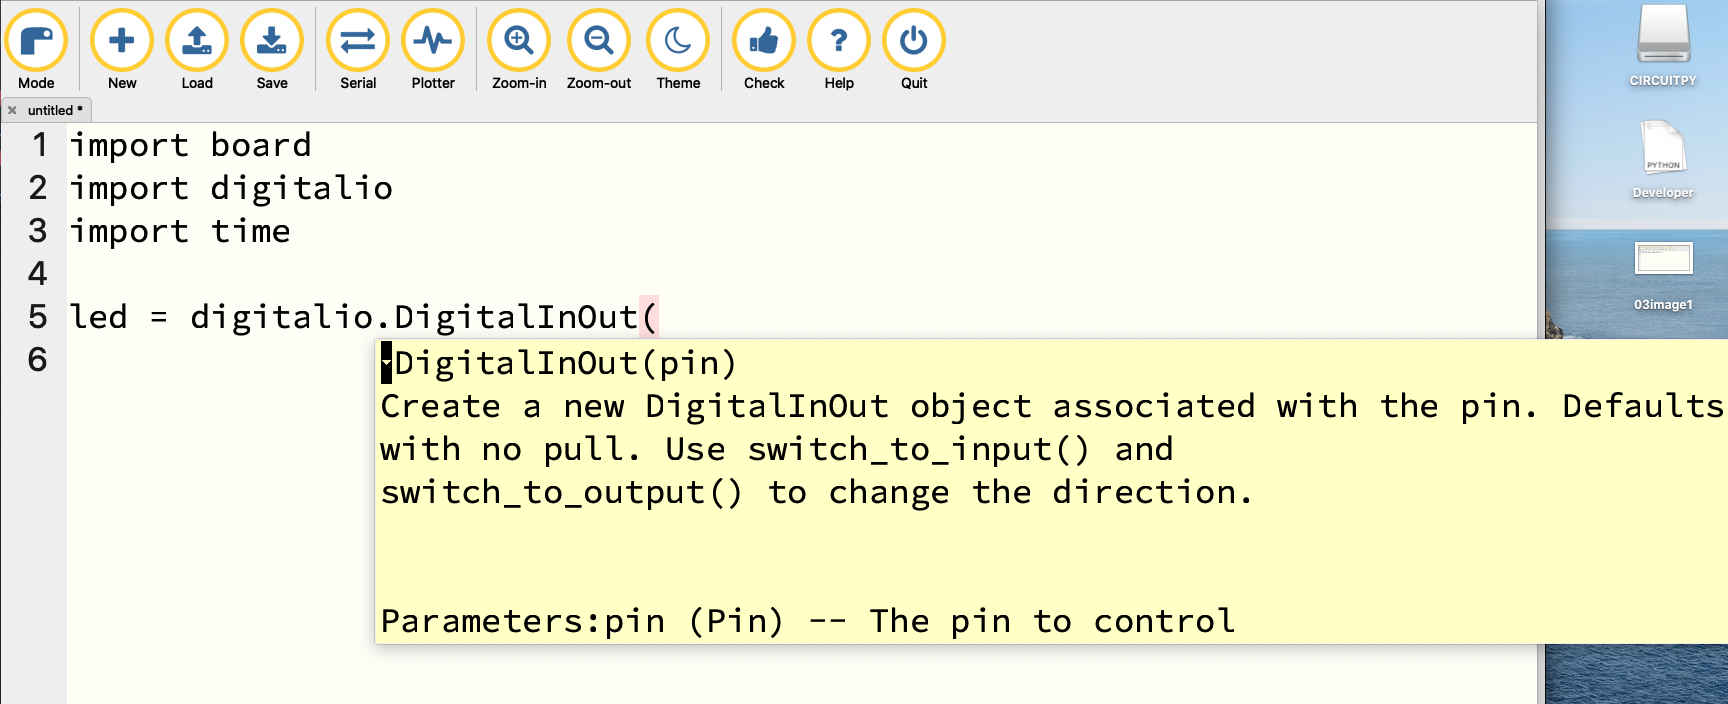 Mode New Load Save Serial Plotter Zoom-in Zoom-out Theme Check Help Quit
untitled *
1 import board
2 import digitalio
3 import time
4
5 led = digitalio.DigitalInOut(
6
DigitalInOut(pin)
Create a new DigitalInOut object associated with the pin. Defaults
with no pull. Use switch_to_input() and
switch_to_output() to change the direction.
Parameters:pin (Pin) -- The pin to control
CIRCUITPY
PYTHON
Developer
03image1